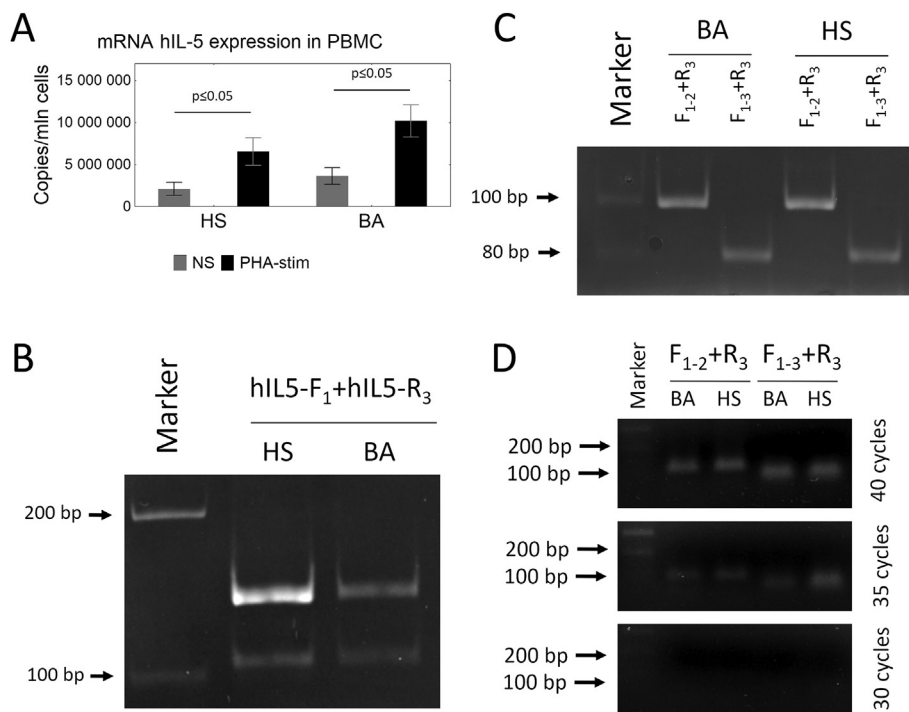 A
mRNA hIL-5 expression in PBMC
Copies/mln cells
15 000 000
10 000 000
5 000 000
0
p≤0.05
p≤0.05
HS
BA
NS
PHA-stim
B
Marker
hIL5-F1+hIL5-R3
HS
BA
200 bp
100 bp
C
Marker
BA
HS
F1-2+R3
F1-3+R3
F1-2+R3
F1-3+R3
100 bp
80 bp
D
Marker
F1-2+R3
F1-3+R3
BA
HS
BA
HS
200 bp
100 bp
40 cycles
200 bp
100 bp
35 cycles
200 bp
100 bp
30 cycles